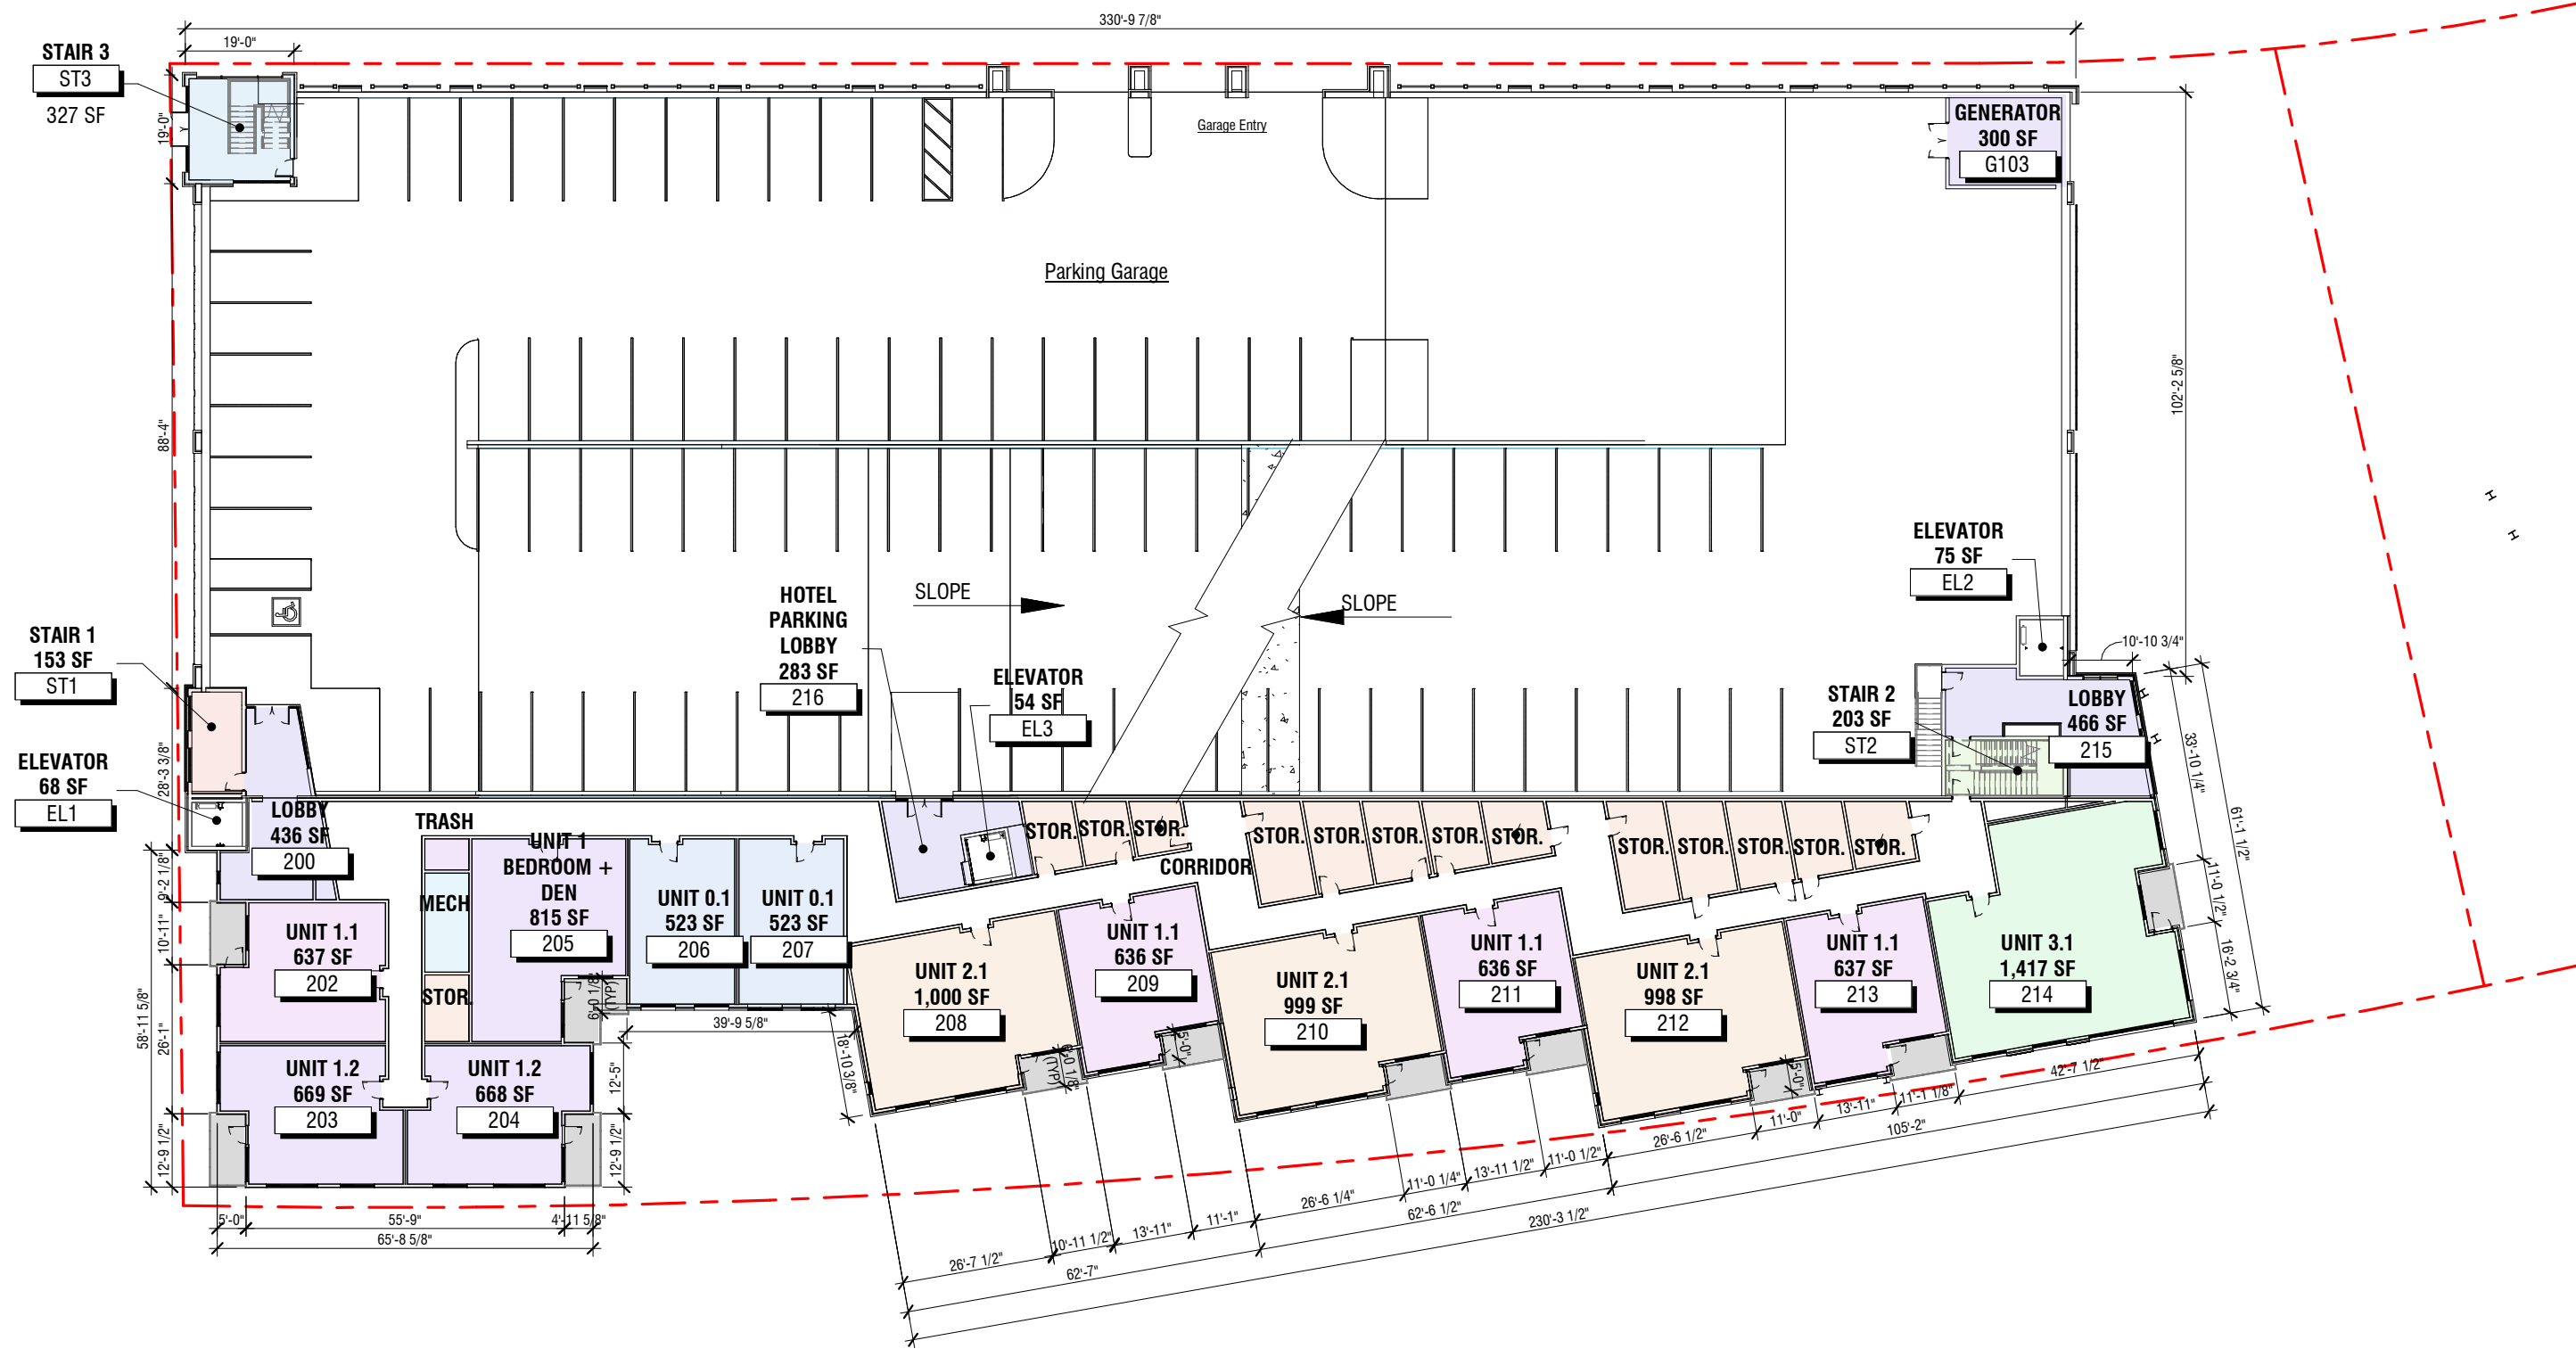 330'-9 7/8"
19'-0"
STAIR 3
ST3
327 SF
19'-0"
Garage Entry
GENERATOR
300 SF
G103
Parking Garage
102'-2 5/8"
88'-4"
ELEVATOR
75 SF
EL2
SLOPE
SLOPE
HOTEL
PARKING
LOBBY
283 SF
216
STAIR 1
153 SF
ST1
ELEVATOR
54 SF
EL3
10'-10 3/4"
STAIR 2
203 SF
ST2
LOBBY
466 SF
215
33'-10 1/4"
61'-1 1/2"
ELEVATOR
68 SF
EL1
28'-3 3/8"
LOBBY
436 SF
200
TRASH
UNIT 1
BEDROOM +
DEN
815 SF
205
MECH
STOR.
UNIT 0.1
523 SF
206
UNIT 0.1
523 SF
207
STOR.
STOR.
STOR.
STOR.
STOR.
STOR.
STOR.
STOR.
STOR.
STOR.
STOR.
STOR.
STOR.
CORRIDOR
9'-2 1/8"
10'-11"
26'-1"
12'-9 1/2"
58'-11 5/8"
UNIT 1.1
637 SF
202
UNIT 1.2
669 SF
203
UNIT 1.2
668 SF
204
6'-0 1/8"
(TYP)
39'-9 5/8"
18'-10 3/8"
12'-5"
12'-9 1/2"
UNIT 2.1
1,000 SF
208
6'-0 1/8"
(TYP)
UNIT 1.1
636 SF
209
5'-0"
UNIT 2.1
999 SF
210
UNIT 1.1
636 SF
211
UNIT 2.1
998 SF
212
5'-0"
UNIT 1.1
637 SF
213
UNIT 3.1
1,417 SF
214
11'-0 1/2"
16'-2 3/4"
5'-0"
55'-9"
4'-11 5/8"
65'-8 5/8"
26'-7 1/2"
10'-11 1/2"
13'-11"
11'-1"
26'-6 1/4"
11'-0 1/4"
13'-11 1/2"
11'-0 1/2"
26'-6 1/2"
11'-0"
13'-11"
11'-1 1/8"
42'-7 1/2"
62'-7"
62'-6 1/2"
105'-2"
230'-3 1/2"